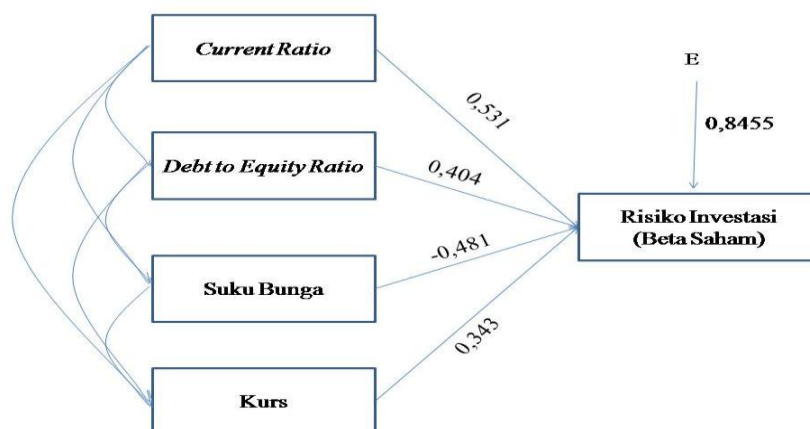 Current Ratio
E
0,531
0,8455
Debt to Equity Ratio
0,404
Risiko Investasi
(Beta Saham)
-0,481
Suku Bunga
0,343
Kurs